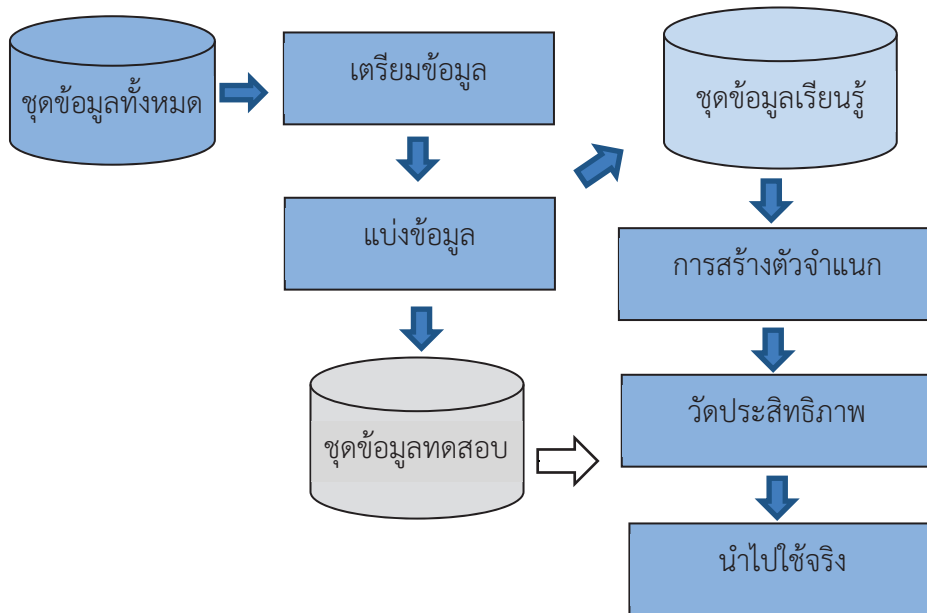 ชุดข้อมูลทั้งหมด
เตรียมข้อมูล
แบ่งข้อมูล
ชุดข้อมูลทดสอบ
ชุดข้อมูลเรียนรู้
การสร้างตัวจำแนก
วัดประสิทธิภาพ
นำไปใช้จริง